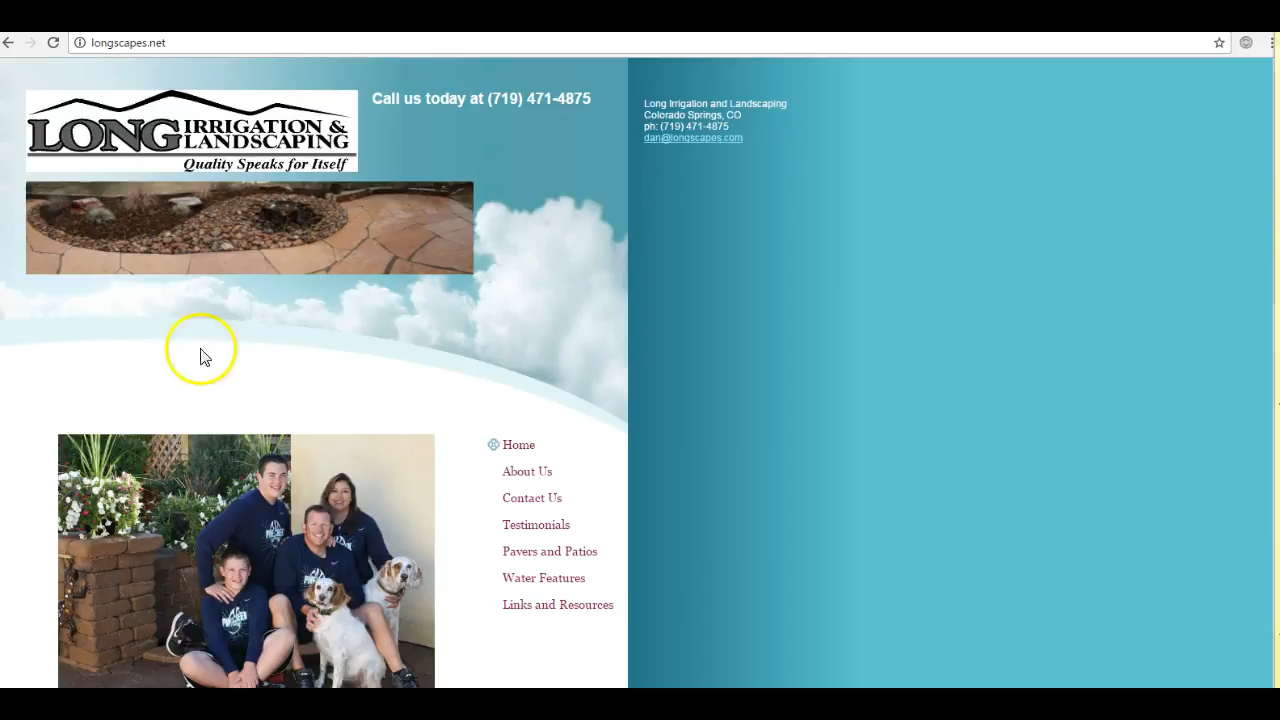 longscapes.net
Call us today at (719) 471-4875
LONG IRRIGATION &
LANDSCAPING
Quality Speaks for Itself
Long Irrigation and Landscaping
Colorado Springs, CO
ph: (719) 471-4875
dan@longscapes.com
Home
About Us
Contact Us
Testimonials
Pavers and Patios
Water Features
Links and Resources